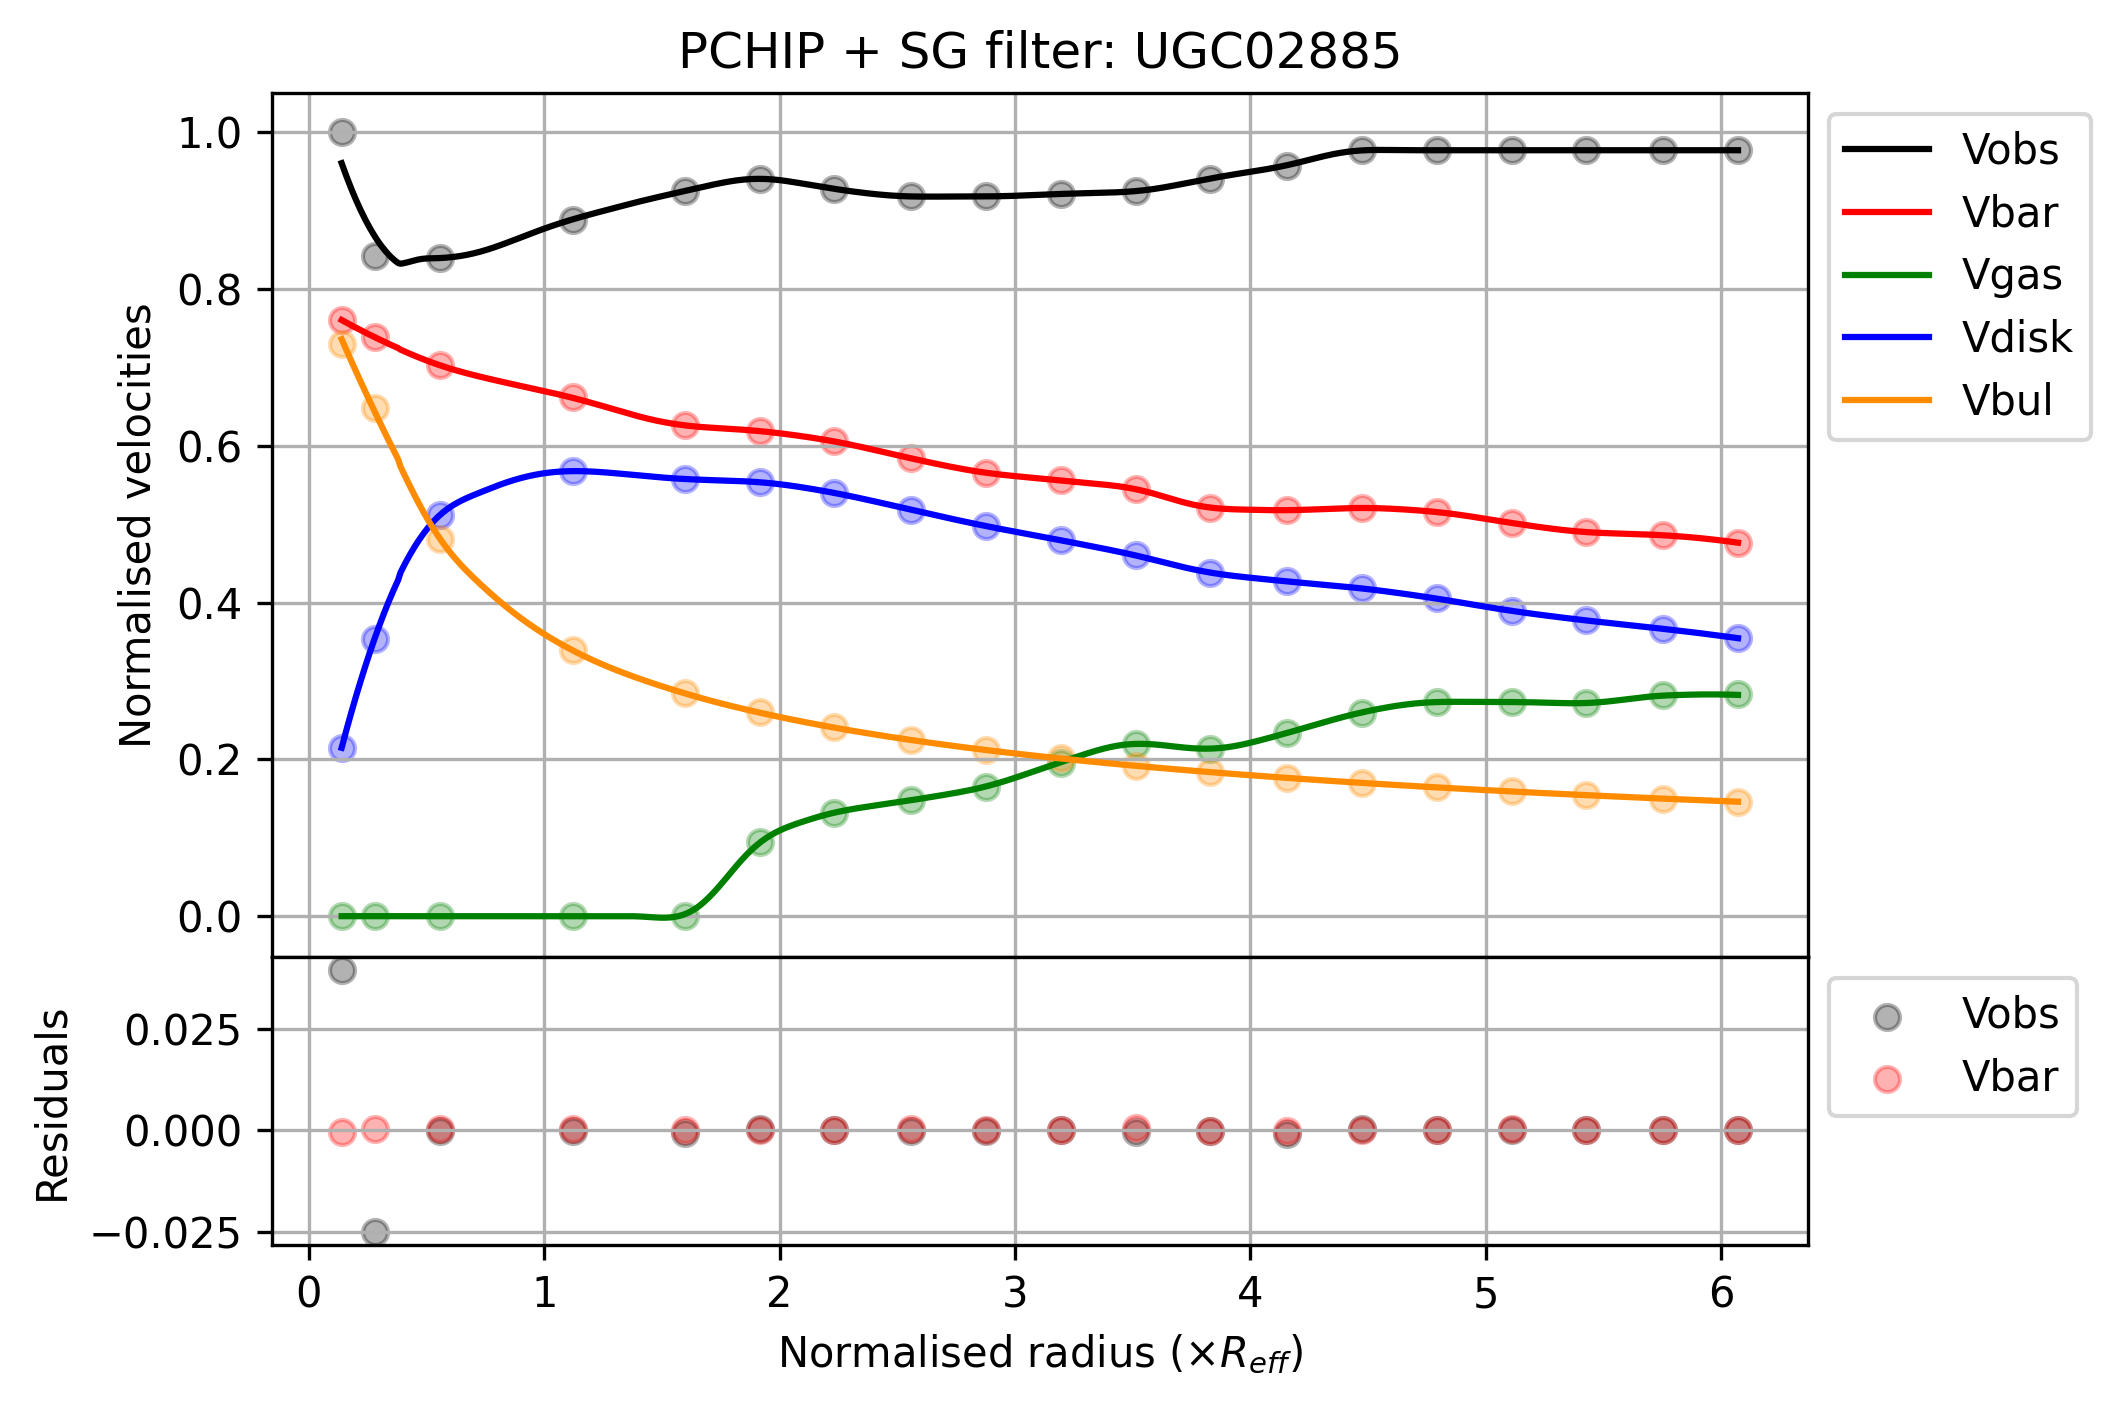 PCHIP + SG filter: UGC02885
1.0
0.8
0.6
0.4
0.2
0.0
Normalised velocities
Vobs
Vbar
Vgas
Vdisk
Vbul
0.025
0.000
−0.025
Residuals
Vobs
Vbar
0 1 2 3 4 5 6
Normalised radius (×R_eff)